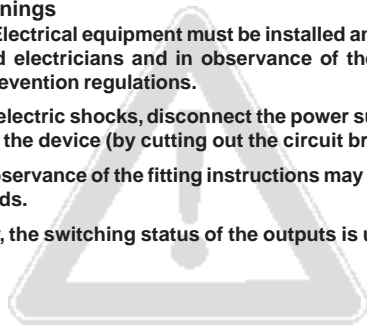 nings
Electrical equipment must be installed an
d electricians and in observance of the
evention regulations.
electric shocks, disconnect the power su
the device (by cutting out the circuit br
bservance of the fitting instructions may
ds.
, the switching status of the outputs is u